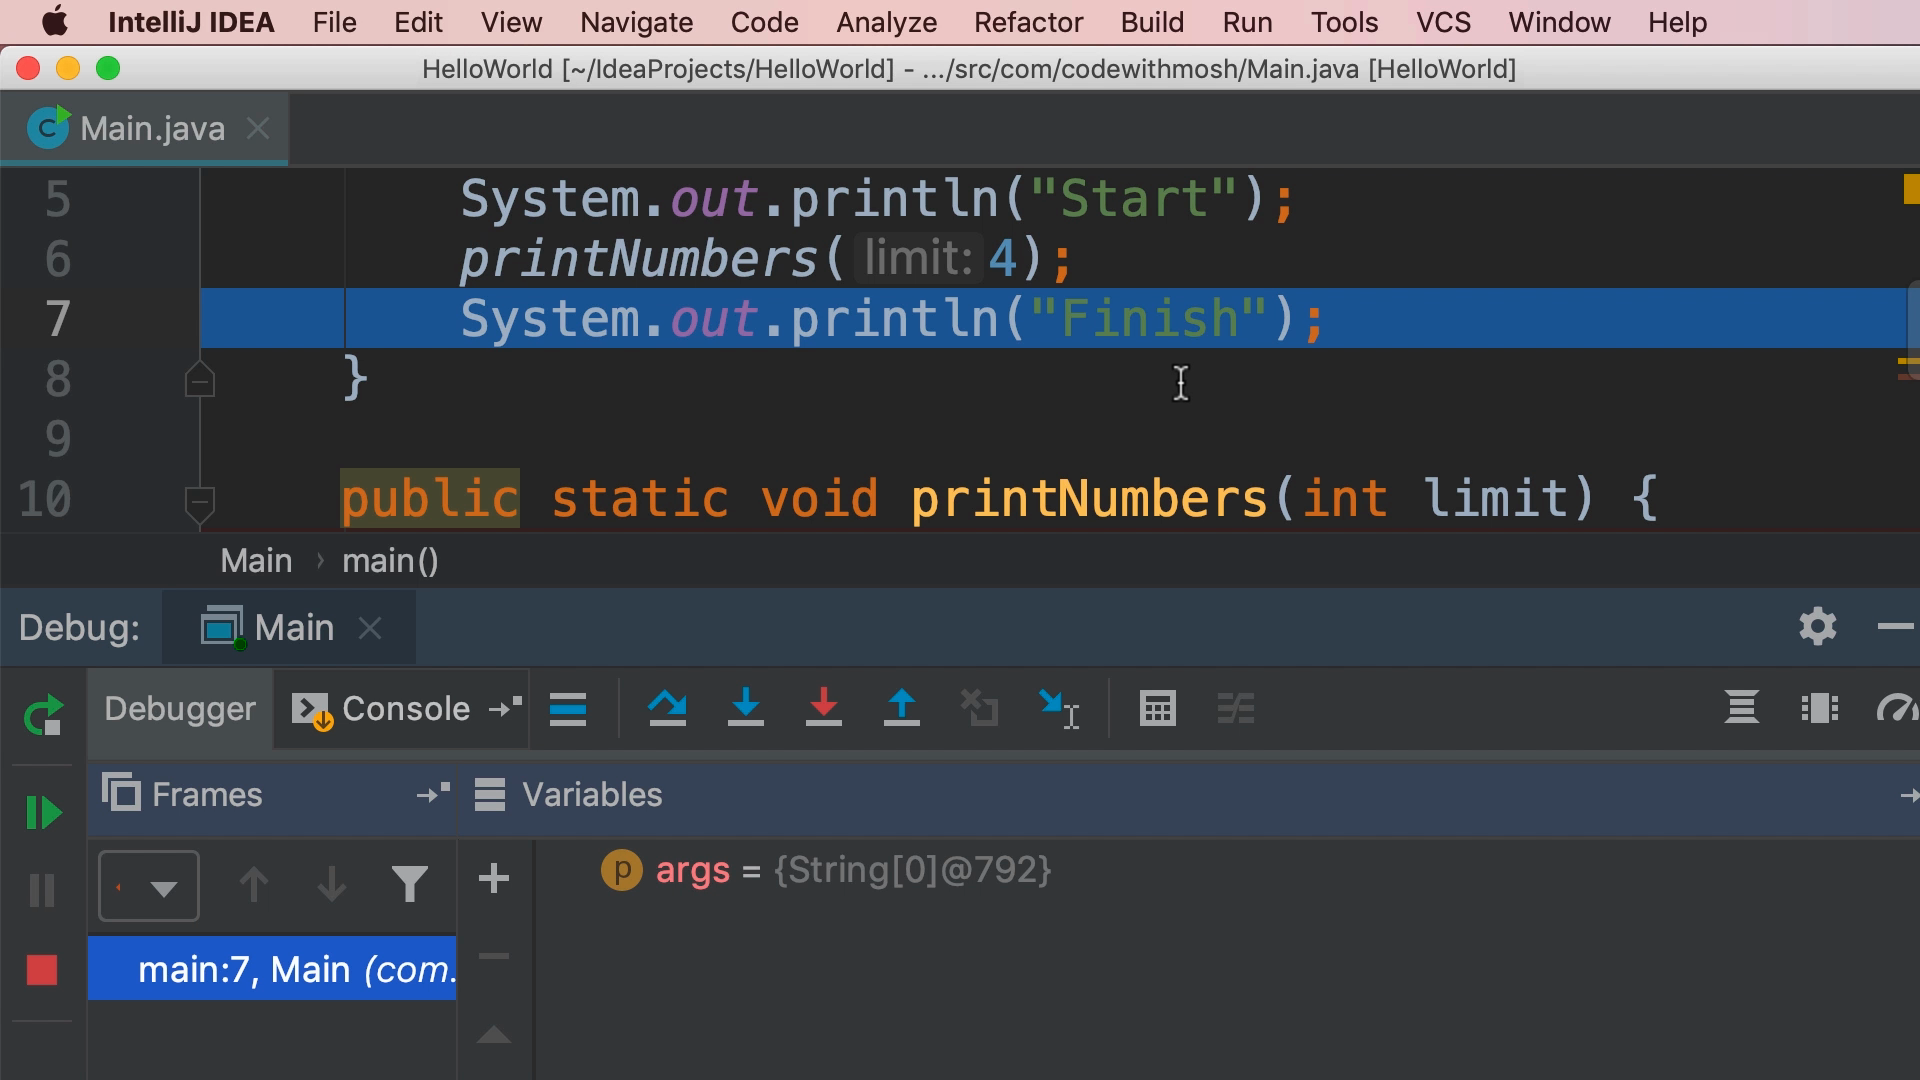 IntelliJ IDEA File Edit View Navigate Code Analyze Refactor Build Run Tools VCS Window Help
HelloWorld [~/IdeaProjects/HelloWorld] - .../src/com/codewithmosh/Main.java [HelloWorld]
C Main.java
5 System.out.println("Start");
6 printNumbers( limit: 4);
7 System.out.println("Finish");
8 }
9
10 public static void printNumbers(int limit) {
Main › main()
Debug: Main
Debugger Console
Frames Variables
p args = {String[0]@792}
main:7, Main (com.